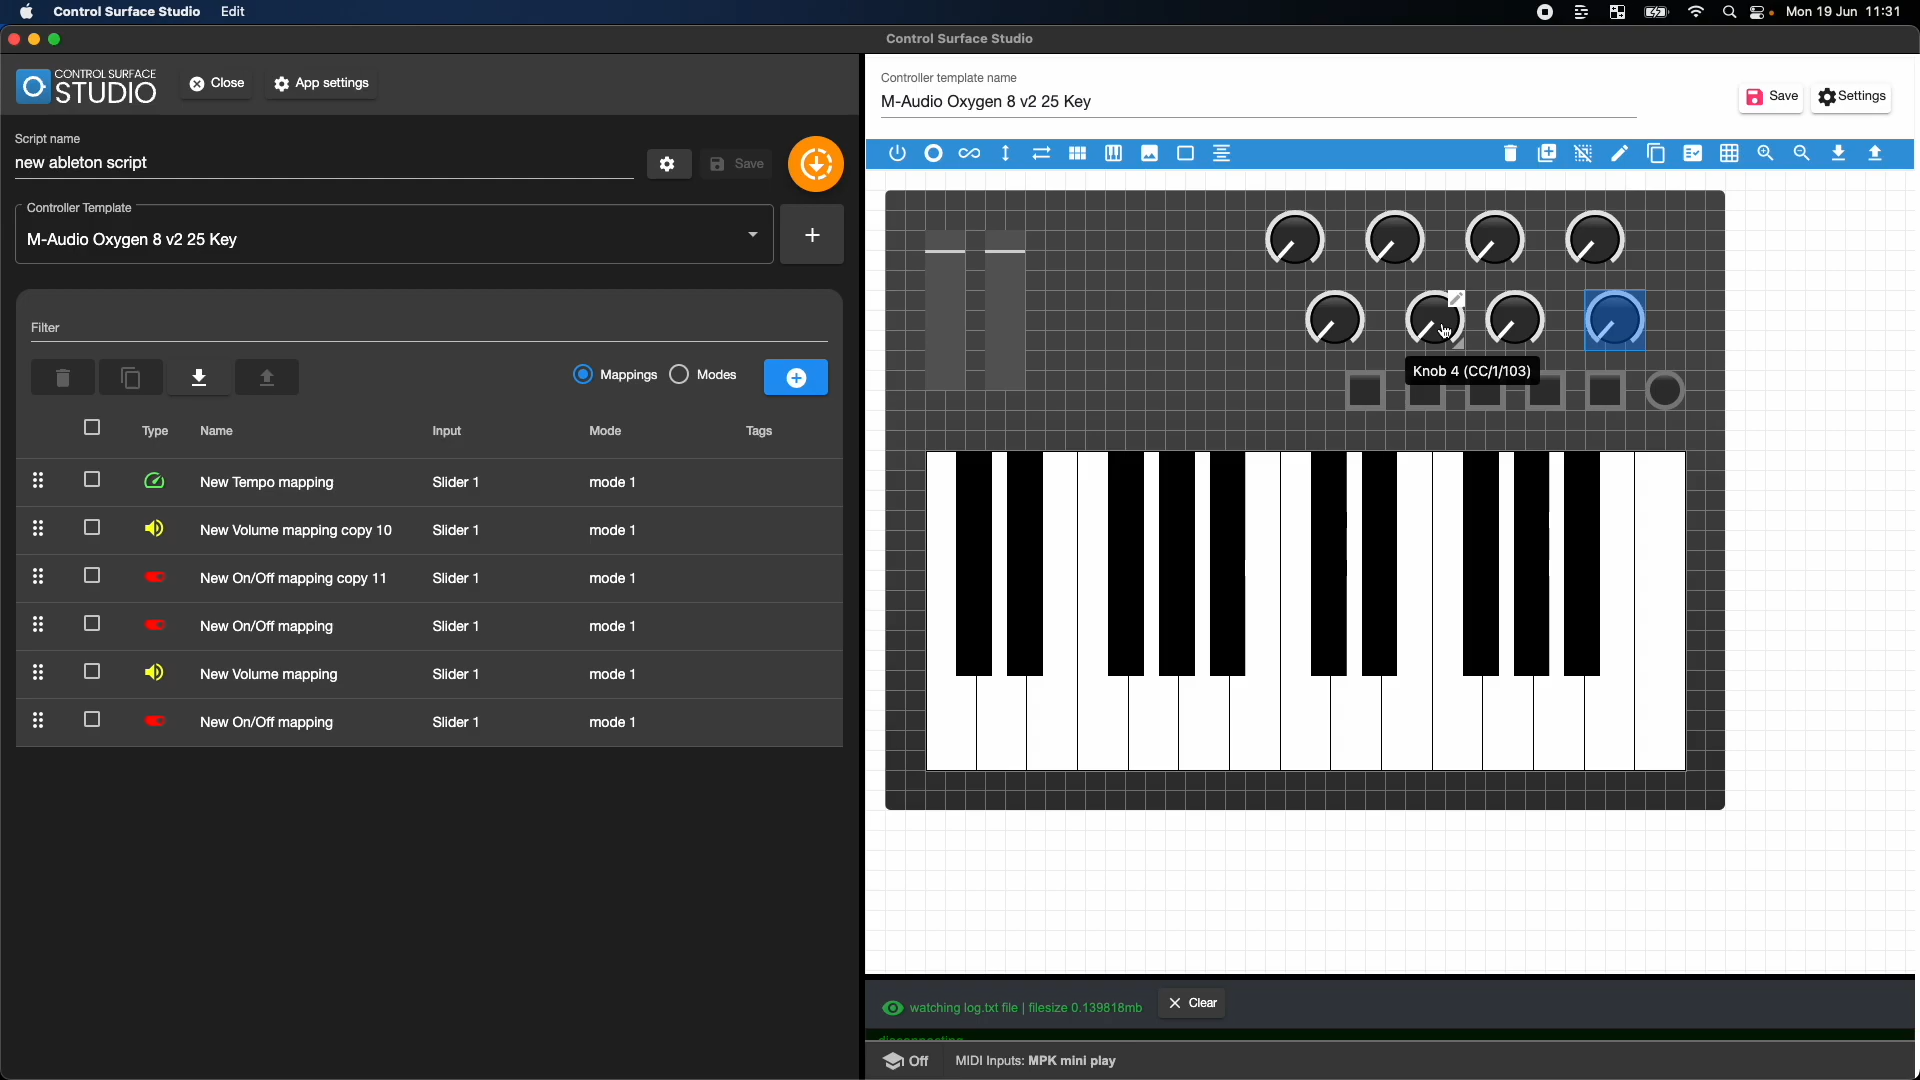 Control Surface Studio Edit
Mon 19 Jun 11:31
Control Surface Studio
CONTROL SURFACE
STUDIO
Close
App settings
Script name
new ableton script
Save
Controller Template
M-Audio Oxygen 8 v2 25 Key
Filter
Mappings
Modes
Type Name Input Mode Tags
New Tempo mapping Slider 1 mode 1
New Volume mapping copy 10 Slider 1 mode 1
New On/Off mapping copy 11 Slider 1 mode 1
New On/Off mapping Slider 1 mode 1
New Volume mapping Slider 1 mode 1
New On/Off mapping Slider 1 mode 1
Controller template name
M-Audio Oxygen 8 v2 25 Key
Save
Settings
Knob 4 (CC/1/103)
watching log.txt file | filesize 0.139818mb
Clear
Off
MIDI Inputs: MPK mini play